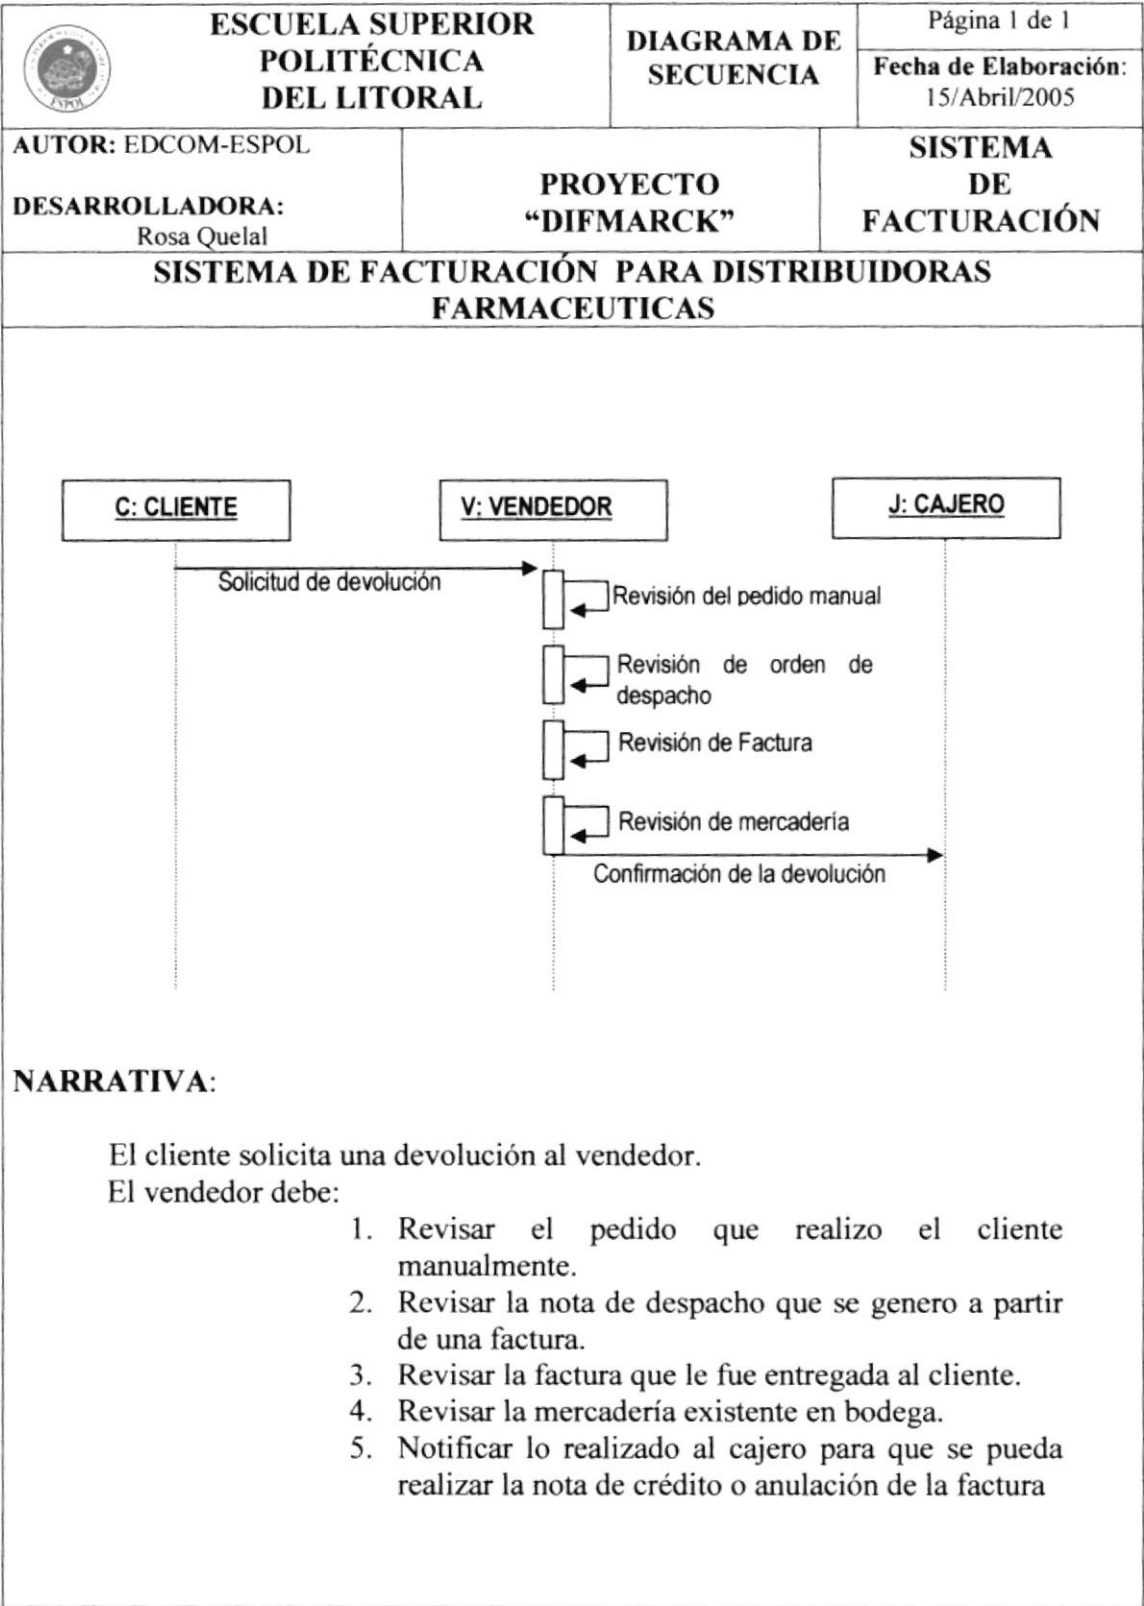 ESCUELA SUPERIOR
POLITÉCNICA
DEL LITORAL
ESPOL
DIAGRAMA DE
SECUENCIA
Página 1 de 1
Fecha de Elaboración:
15/Abril/2005
AUTOR: EDCOM-ESPOL
DESARROLLADORA:
Rosa Quelal
PROYECTO
“DIFMARCK”
SISTEMA
DE
FACTURACIÓN
SISTEMA DE FACTURACIÓN PARA DISTRIBUIDORAS
FARMACEUTICAS
C: CLIENTE
V: VENDEDOR
J: CAJERO
Solicitud de devolución
Revisión del pedido manual
Revisión de orden de
despacho
Revisión de Factura
Revisión de mercadería
Confirmación de la devolución
NARRATIVA:
El cliente solicita una devolución al vendedor.
El vendedor debe:
1. Revisar el pedido que realizo el cliente
manualmente.
2. Revisar la nota de despacho que se genero a partir
de una factura.
3. Revisar la factura que le fue entregada al cliente.
4. Revisar la mercadería existente en bodega.
5. Notificar lo realizado al cajero para que se pueda
realizar la nota de crédito o anulación de la factura